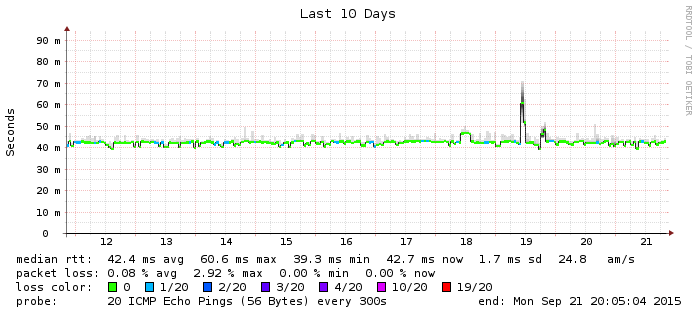 Last 10 Days
RRDTOOL / TOBI OETIKER
Seconds
90 m
80 m
70 m
60 m
50 m
40 m
30 m
20 m
10 m
0
12 13 14 15 16 17 18 19 20 21
median rtt: 42.4 ms avg 60.6 ms max 39.3 ms min 42.7 ms now 1.7 ms sd 24.8 am/s
packet loss: 0.08 % avg 2.92 % max 0.00 % min 0.00 % now
loss color: 0 1/20 2/20 3/20 4/20 10/20 19/20
probe: 20 ICMP Echo Pings (56 Bytes) every 300s end: Mon Sep 21 20:05:04 2015